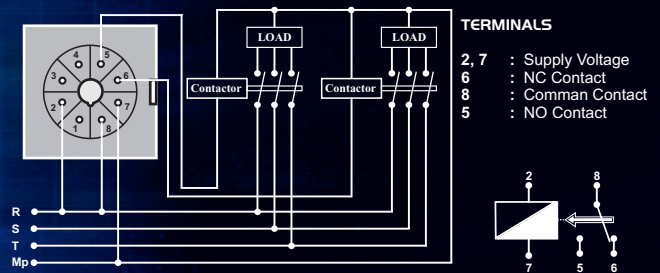 TERMINALS
2, 7 : Supply Voltage
6 : NC Contact
8 : Comman Contact
5 : NO Contact
LOAD
LOAD
Contactor
Contactor
4 5
3 6
2 7
1 8
R
S
T
Mp
2 8
7 5 6